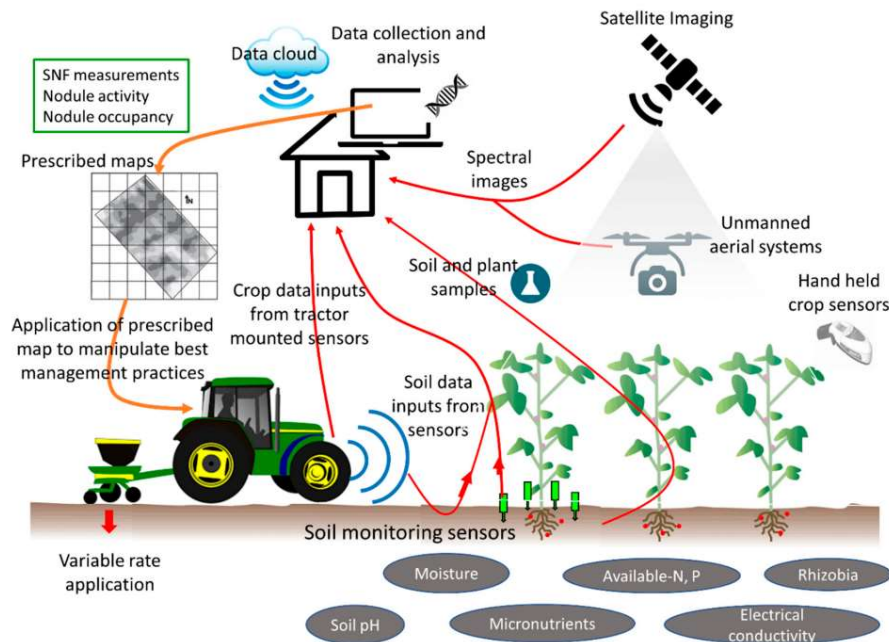 Data cloud
Data collection and
analysis
Satellite Imaging
SNF measurements
Nodule activity
Nodule occupancy
Prescribed maps
N
Spectral
images
Unmanned
aerial systems
Soil and plant
samples
Hand held
crop sensors
Crop data inputs
from tractor
mounted sensors
Application of prescribed
map to manipulate best
management practices
Soil data
inputs from
sensors
Soil monitoring sensors
Variable rate
application
Moisture
Available-N, P
Rhizobia
Soil pH
Micronutrients
Electrical
conductivity